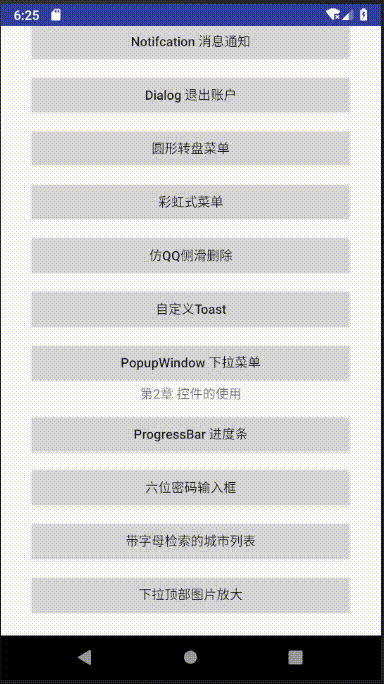 6:25
Notifcation 消息通知
Dialog 退出账户
圆形转盘菜单
彩虹式菜单
仿QQ侧滑删除
自定义Toast
PopupWindow 下拉菜单
第2章 控件的使用
ProgressBar 进度条
六位密码输入框
带字母检索的城市列表
下拉顶部图片放大